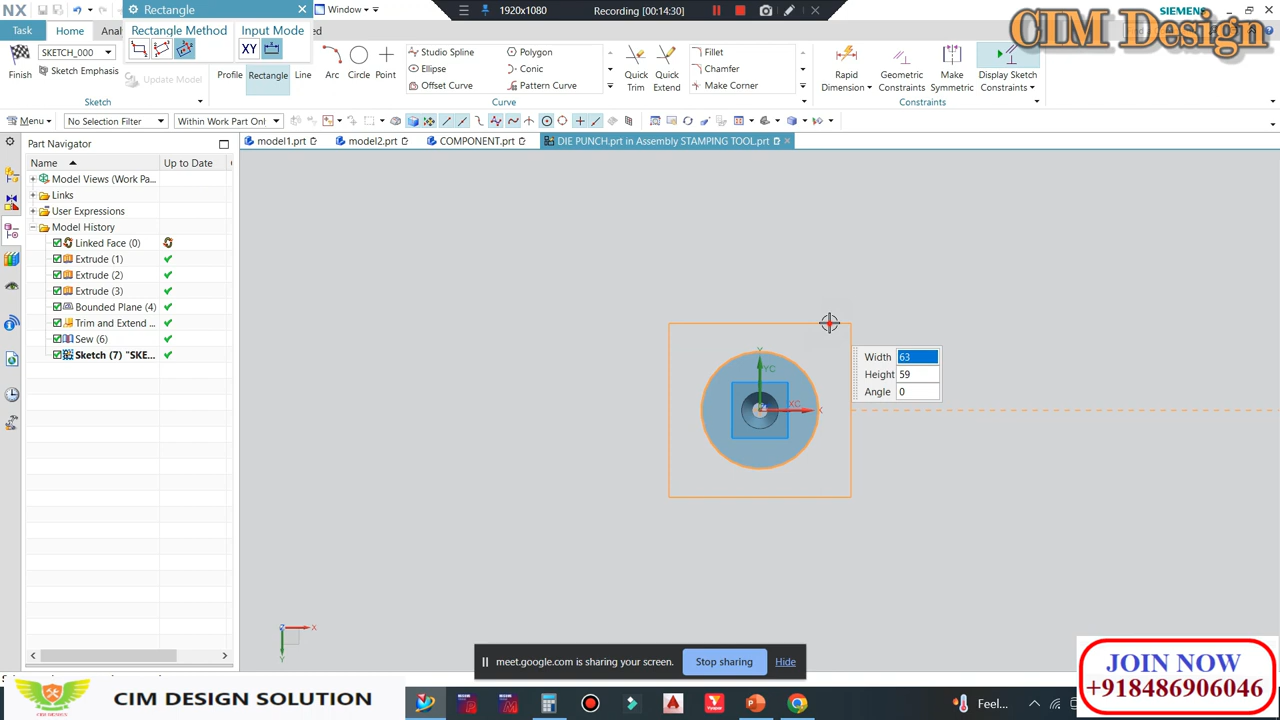 NX
Rectangle
Window
1920x1080
Recording [00:14:30]
SIEMENS
CIM Design
Task
Home
Rectangle Method
Input Mode
Finish
SKETCH_000
Sketch Emphasis
Update Model
XY
Profile
Rectangle
Line
Arc
Circle
Point
Studio Spline
Ellipse
Offset Curve
Polygon
Conic
Pattern Curve
Quick Trim
Quick Extend
Fillet
Chamfer
Make Corner
Rapid Dimension
Geometric Constraints
Make Symmetric
Display Sketch Constraints
Sketch
Curve
Constraints
Menu
No Selection Filter
Within Work Part Onl
model1.prt
model2.prt
COMPONENT.prt
DIE PUNCH.prt in Assembly STAMPING TOOL.prt
Part Navigator
Name
Up to Date
Model Views (Work Pa...
Links
User Expressions
Model History
Linked Face (0)
Extrude (1)
Extrude (2)
Extrude (3)
Bounded Plane (4)
Trim and Extend ...
Sew (6)
Sketch (7) "SKE...
Width 63
Height 59
Angle 0
Y
YC
XC
X
Z
X
Y
meet.google.com is sharing your screen.
Stop sharing
Hide
JOIN NOW
+918486906046
CIM DESIGN SOLUTION
Feel...